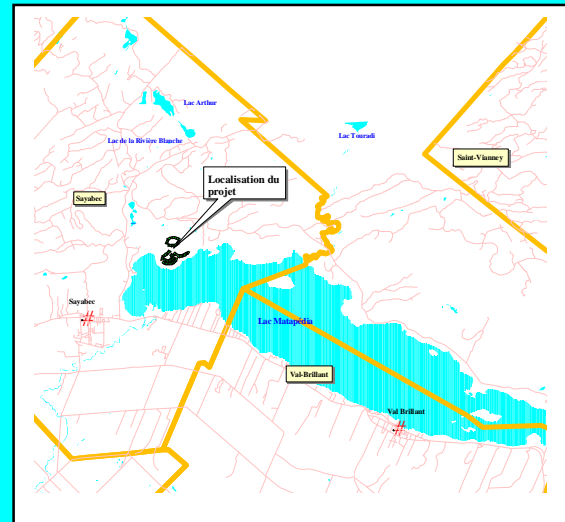 Lac Arthur
Lac de la Rivière Blanche
Lac Touradi
Saint-Vianney
Localisation du
projet
Sayabec
Sayabec
Lac Matapédia
Val-Brillant
Val Brillant